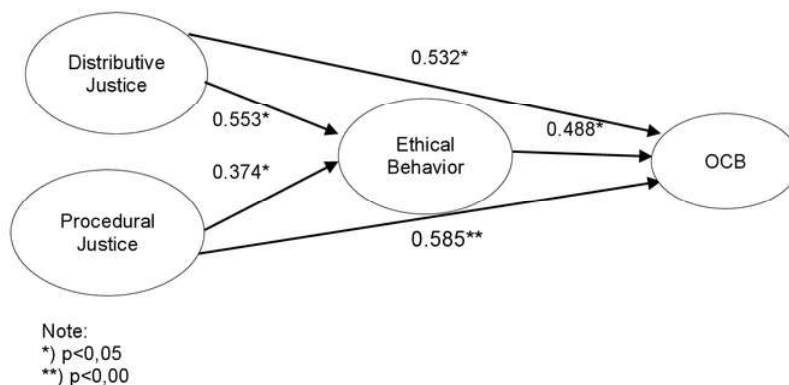 Distributive
Justice
0.532*
0.553*
Ethical
Behavior
0.488*
OCB
0.374*
Procedural
Justice
0.585**
Note:
*) p<0,05
**) p<0,00